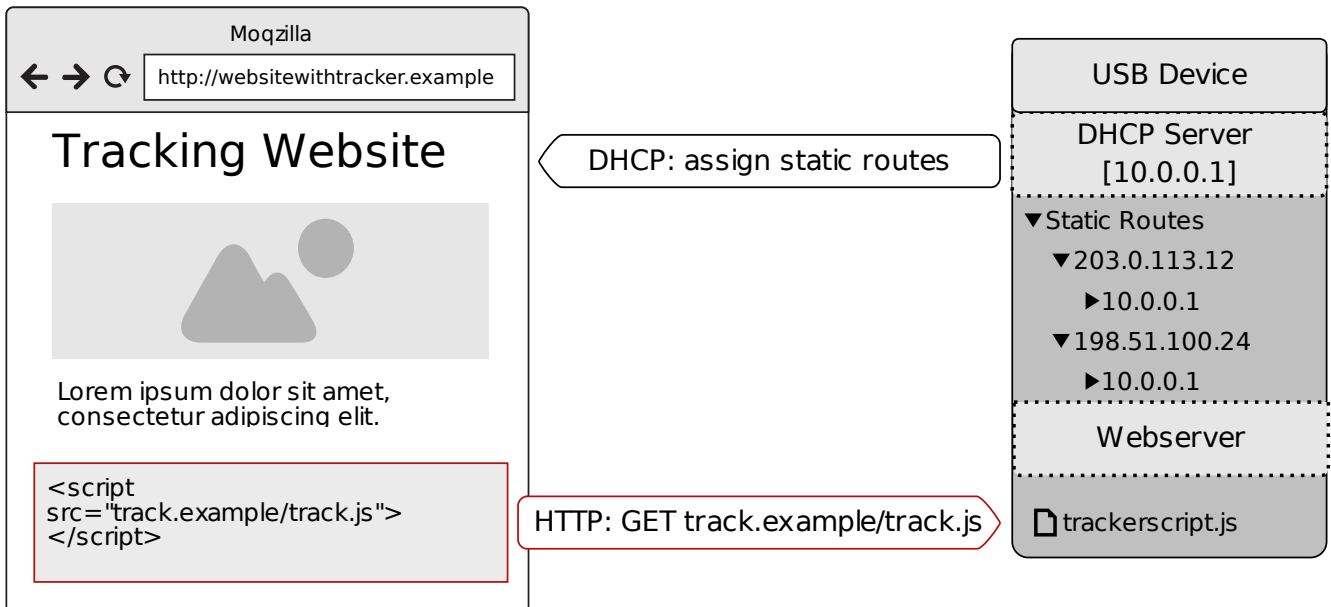 Moqzilla
http://websitewithtracker.example
Tracking Website
Lorem ipsum dolor sit amet,
consectetur adipiscing elit.
<script
src="track.example/track.js">
</script>
DHCP: assign static routes
HTTP: GET track.example/track.js
USB Device
DHCP Server
[10.0.0.1]
Static Routes
203.0.113.12
10.0.0.1
198.51.100.24
10.0.0.1
Webserver
trackerscript.js